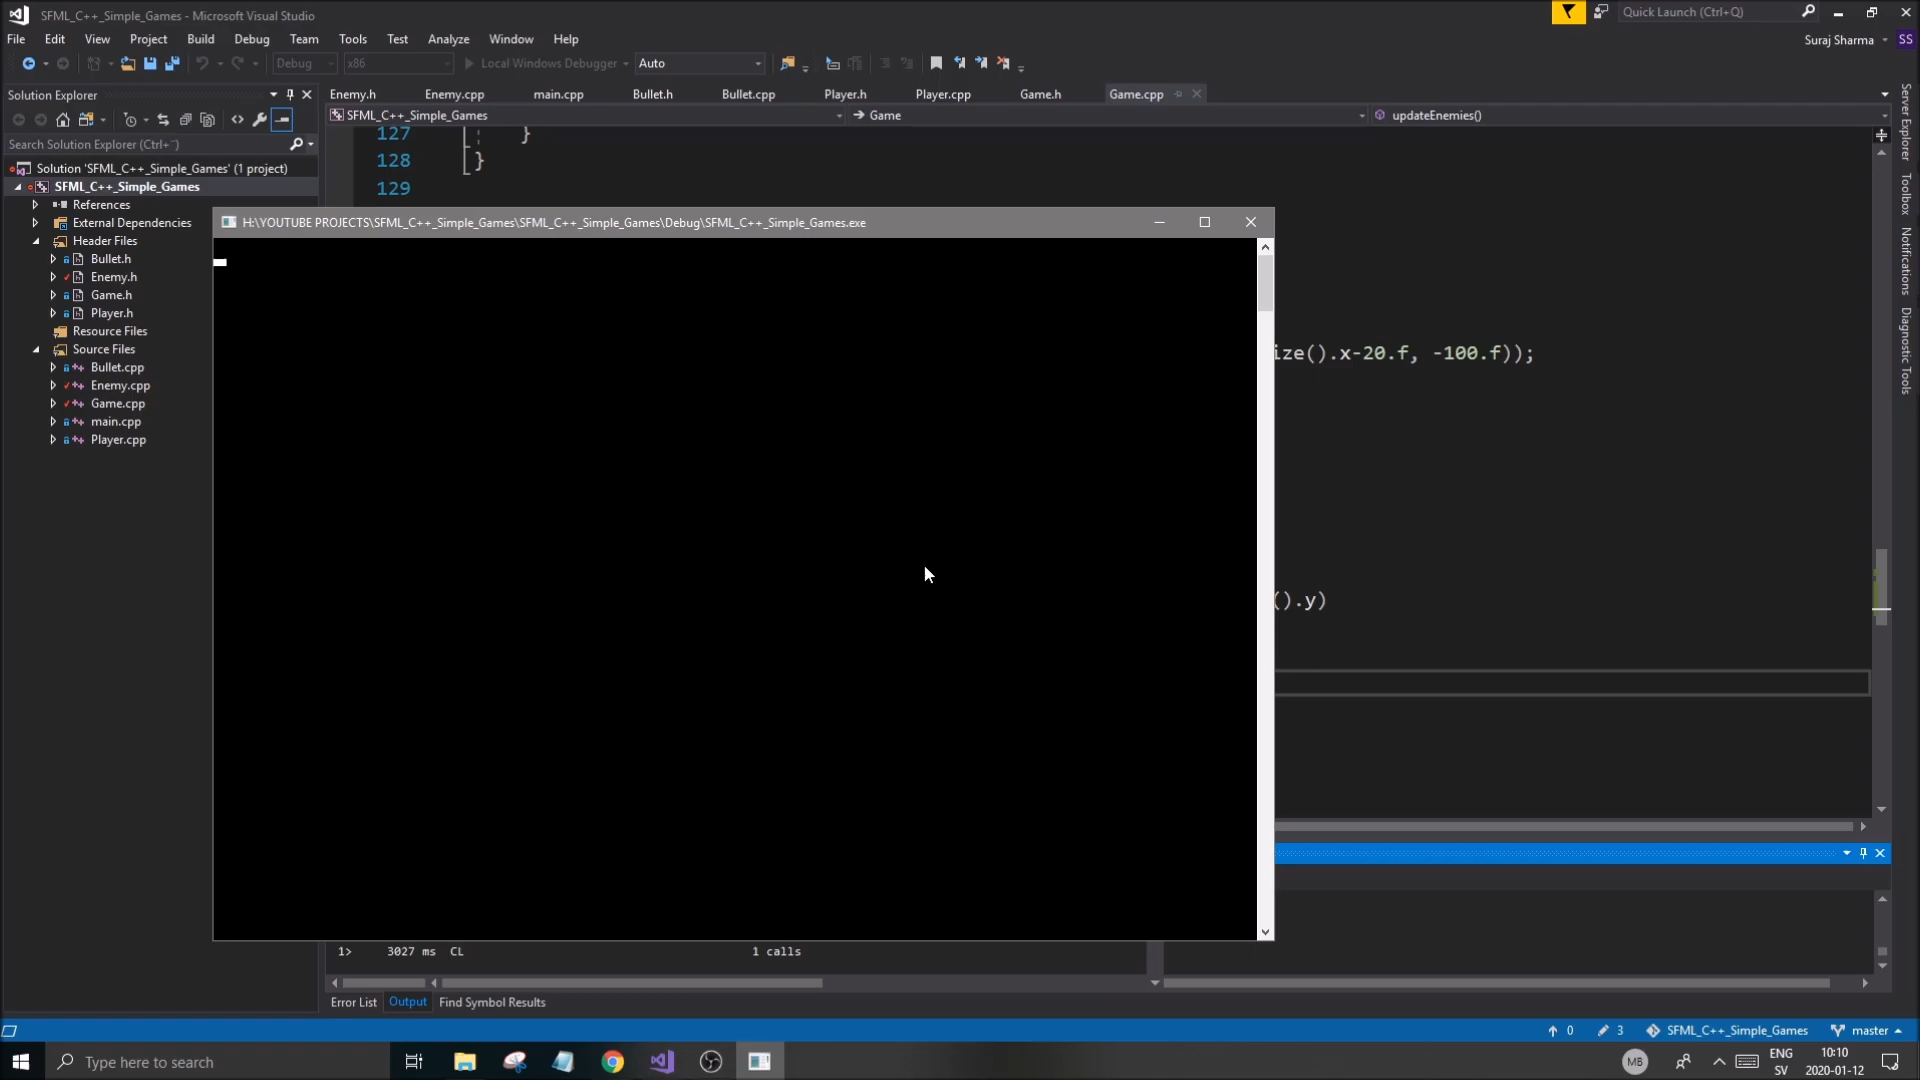 SFML_C++_Simple_Games - Microsoft Visual Studio
Quick Launch (Ctrl+Q)
File Edit View Project Build Debug Team Tools Test Analyze Window Help
Suraj Sharma SS
Debug x86 Local Windows Debugger Auto
Solution Explorer
Enemy.h Enemy.cpp main.cpp Bullet.h Bullet.cpp Player.h Player.cpp Game.h Game.cpp
SFML_C++_Simple_Games Game updateEnemies()
Search Solution Explorer (Ctrl+¨)
Solution 'SFML_C++_Simple_Games' (1 project)
SFML_C++_Simple_Games
References
External Dependencies
Header Files
Bullet.h
Enemy.h
Game.h
Player.h
Resource Files
Source Files
Bullet.cpp
Enemy.cpp
Game.cpp
main.cpp
Player.cpp
127 }
128 }
129
H:\YOUTUBE PROJECTS\SFML_C++_Simple_Games\SFML_C++_Simple_Games\Debug\SFML_C++_Simple_Games.exe
ize().x-20.f, -100.f));
().y)
1> 3027 ms CL 1 calls
Error List Output Find Symbol Results
Server Explorer
Toolbox
Notifications
Diagnostic Tools
0 3 SFML_C++_Simple_Games master
Type here to search
MB
ENG
SV
10:10
2020-01-12